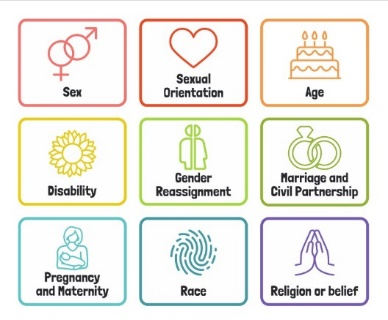 Sex
Sexual
Orientation
Age
Disability
Gender
Reassignment
Marriage and
Civil Partnership
Pregnancy
and Maternity
Race
Religion or belief